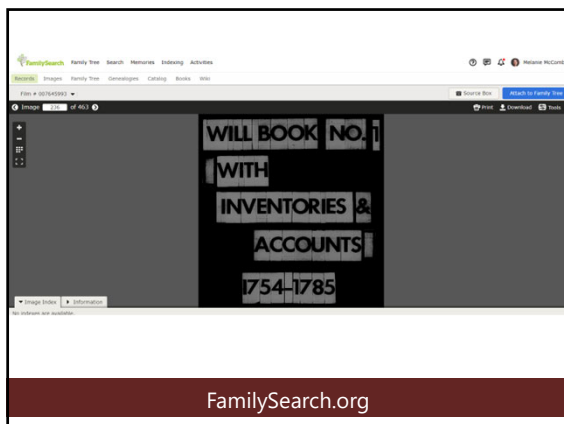 FamilySearch Family Tree Search Memories Indexing Activities Melanie McComb
Records Images Family Tree Genealogies Catalog Books Wiki
Film # 007645993 Source Box Attach to Family Tree
Image 236 of 463 Print Download Tools
WILL BOOK NO. 1
WITH
INVENTORIES &
ACCOUNTS
1754-1785
Image Index Information
No indexes are available.
FamilySearch.org